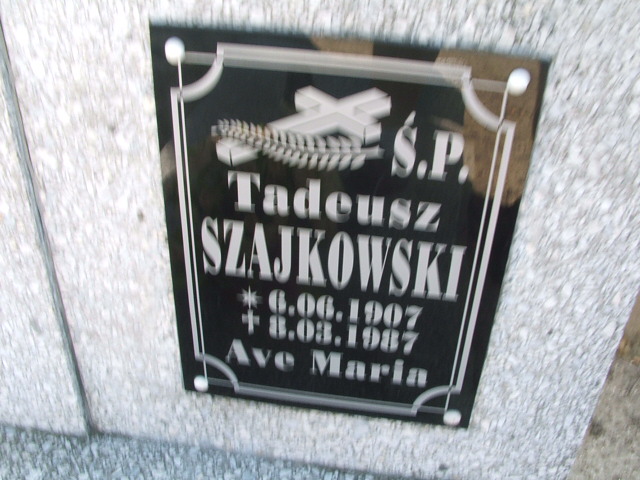 Ś.P.
Tadeusz
SZAJKOWSKI
* 6.06.1907
† 8.03.1987
Ave Maria